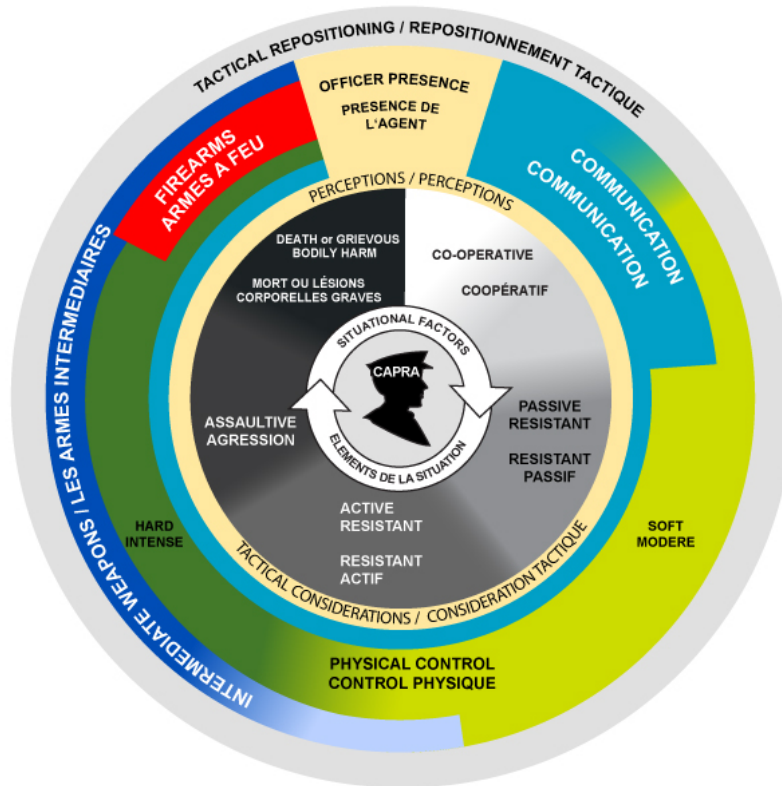 TACTICAL REPOSITIONING / REPOSITIONNEMENT TACTIQUE
OFFICER PRESENCE
PRESENCE DE
L'AGENT
FIREARMS
ARMES A FEU
COMMUNICATION
COMMUNICATION
PERCEPTIONS / PERCEPTIONS
DEATH or GRIEVOUS
BODILY HARM
MORT OU LÉSIONS
CORPORELLES GRAVES
CO-OPERATIVE
COOPÉRATIF
SITUATIONAL FACTORS
CAPRA
ELEMENTS DE LA SITUATION
ASSAULTIVE
AGRESSION
PASSIVE
RESISTANT
RESISTANT
PASSIF
ACTIVE
RESISTANT
RESISTANT
ACTIF
HARD
INTENSE
SOFT
MODERE
TACTICAL CONSIDERATIONS / CONSIDERATION TACTIQUE
PHYSICAL CONTROL
CONTROL PHYSIQUE
INTERMEDIATE WEAPONS / LES ARMES INTERMEDIAIRES